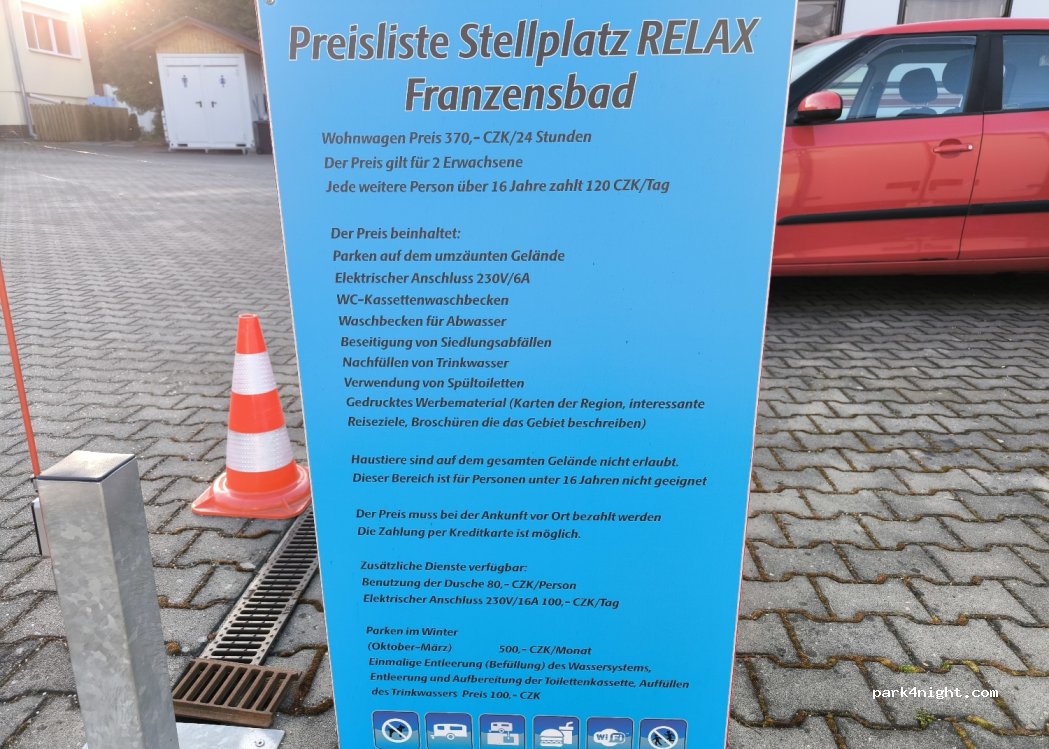 Preisliste Stellplatz RELAX
Franzensbad
Wohnwagen Preis 370,- CZK/24 Stunden
Der Preis gilt für 2 Erwachsene
Jede weitere Person über 16 Jahre zahlt 120 CZK/Tag
Der Preis beinhaltet:
Parken auf dem umzäunten Gelände
Elektrischer Anschluss 230V/6A
WC-Kassettenwaschbecken
Waschbecken für Abwasser
Beseitigung von Siedlungsabfällen
Nachfüllen von Trinkwasser
Verwendung von Spültoiletten
Gedrucktes Werbematerial (Karten der Region, interessante
Reiseziele, Broschüren die das Gebiet beschreiben)
Haustiere sind auf dem gesamten Gelände nicht erlaubt.
Dieser Bereich ist für Personen unter 16 Jahren nicht geeignet
Der Preis muss bei der Ankunft vor Ort bezahlt werden
Die Zahlung per Kreditkarte ist möglich.
Zusätzliche Dienste verfügbar:
Benutzung der Dusche 80,- CZK/Person
Elektrischer Anschluss 230V/16A 100,- CZK/Tag
Parken im Winter
(Oktober-März) 500,- CZK/Monat
Einmalige Entleerung (Befüllung) des Wassersystems,
Entleerung und Aufbereitung der Toilettenkassette, Auffüllen
des Trinkwassers Preis 100,- CZK
WiFi
park4night.com